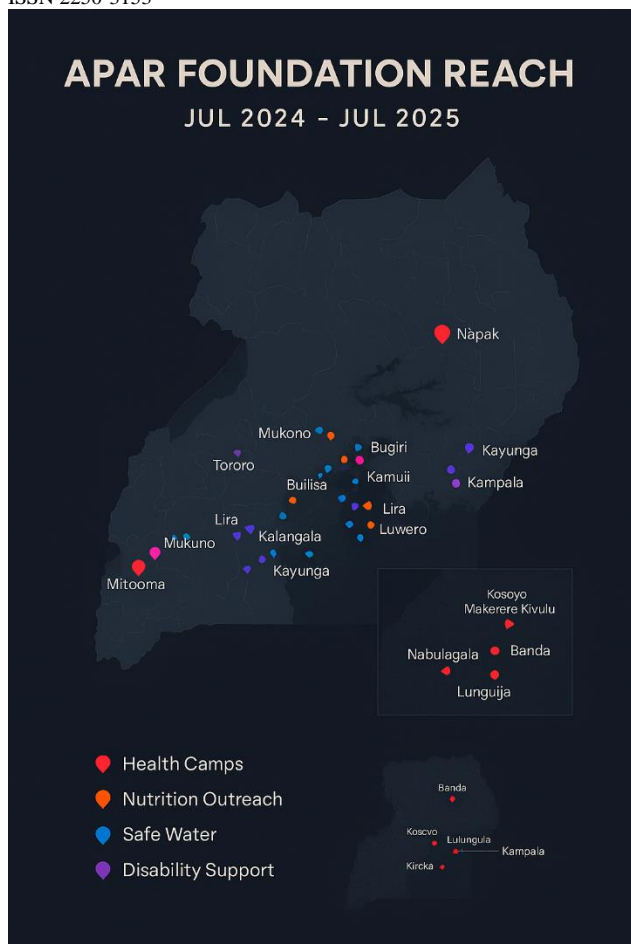 APAR FOUNDATION REACH
JUL 2024 – JUL 2025
Nàpak
Mukono
Bugiri
Kayunga
Tororo
Builisa
Kamuii
Kampala
Lira
Lira
Luwero
Mukuno
Kalangala
Kayunga
Mitooma
Kosoyo
Makerere Kivulu
Nabulagala
Banda
Lunguija
Health Camps
Nutrition Outreach
Safe Water
Disability Support
Banda
Koscvo
Lulungula
Kampala
Kircka